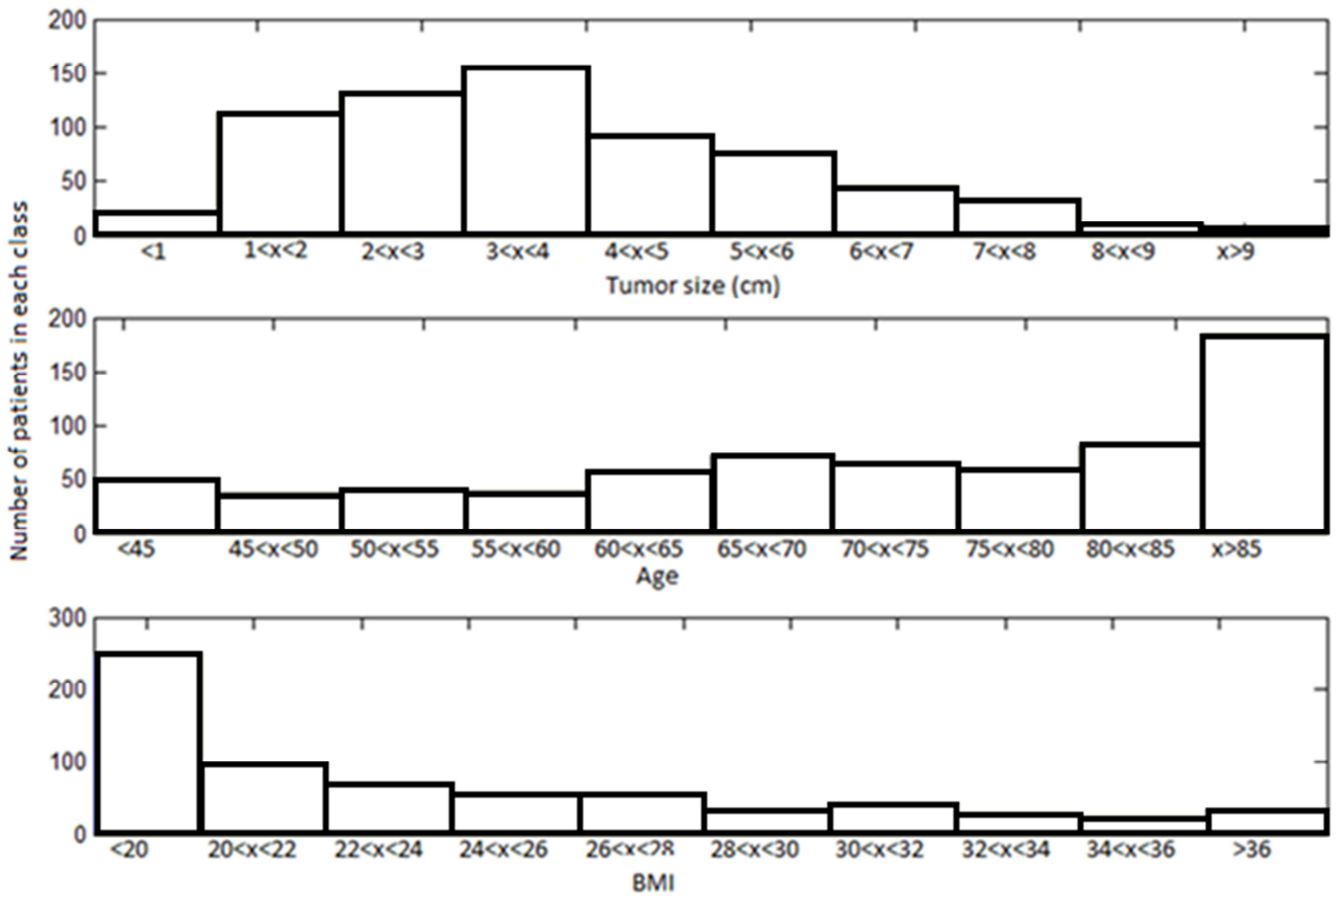 Number of patients in each class
200
150
100
50
0
<1 1<x<2 2<x<3 3<x<4 4<x<5 5<x<6 6<x<7 7<x<8 8<x<9 x>9
Tumor size (cm)
200
150
100
50
0
<45 45<x<50 50<x<55 55<x<60 60<x<65 65<x<70 70<x<75 75<x<80 80<x<85 x>85
Age
300
200
100
0
<20 20<x<22 22<x<24 24<x<26 26<x<28 28<x<30 30<x<32 32<x<34 34<x<36 >36
BMI